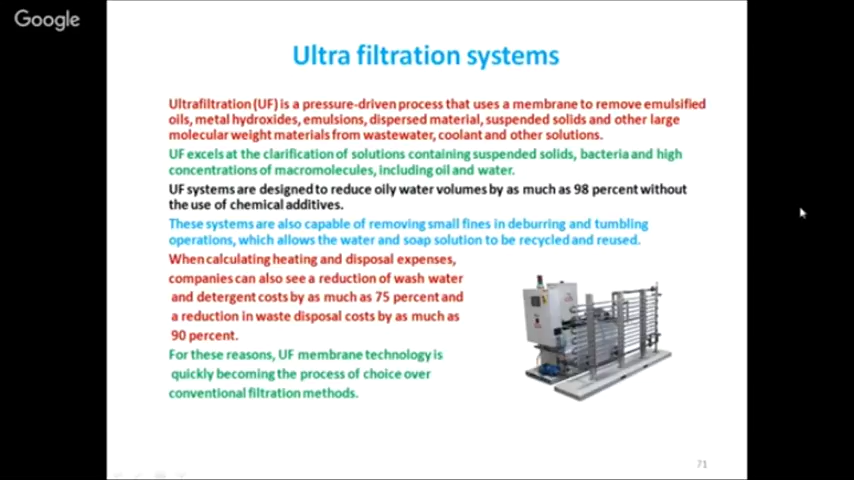 Google
Ultra filtration systems
Ultrafiltration (UF) is a pressure-driven process that uses a membrane to remove emulsified
oils, metal hydroxides, emulsions, dispersed material, suspended solids and other large
molecular weight materials from wastewater, coolant and other solutions.
UF excels at the clarification of solutions containing suspended solids, bacteria and high
concentrations of macromolecules, including oil and water.
UF systems are designed to reduce oily water volumes by as much as 98 percent without
the use of chemical additives.
These systems are also capable of removing small fines in deburring and tumbling
operations, which allows the water and soap solution to be recycled and reused.
When calculating heating and disposal expenses,
companies can also see a reduction of wash water
and detergent costs by as much as 75 percent and
a reduction in waste disposal costs by as much as
90 percent.
For these reasons, UF membrane technology is
quickly becoming the process of choice over
conventional filtration methods.
71